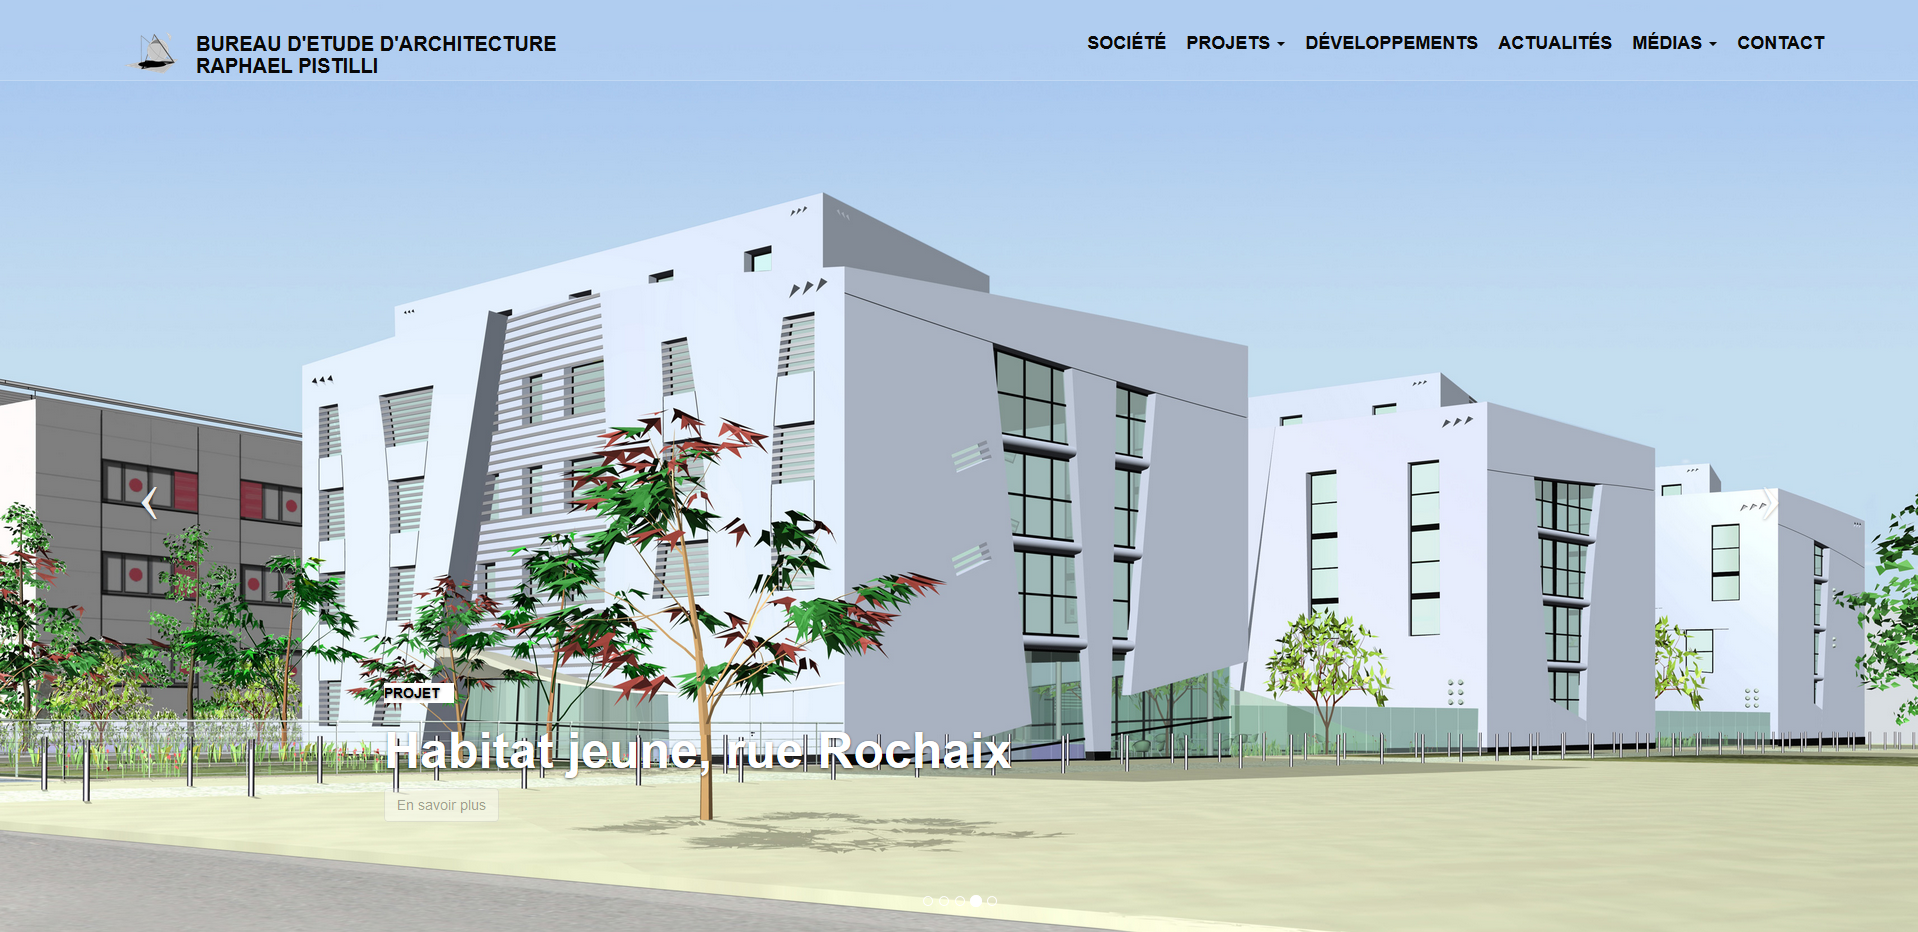 BUREAU D'ETUDE D'ARCHITECTURE
RAPHAEL PISTILLI
SOCIÉTÉ PROJETS DÉVELOPPEMENTS ACTUALITÉS MÉDIAS CONTACT
PROJET
Habitat jeune, rue Rochaix
En savoir plus